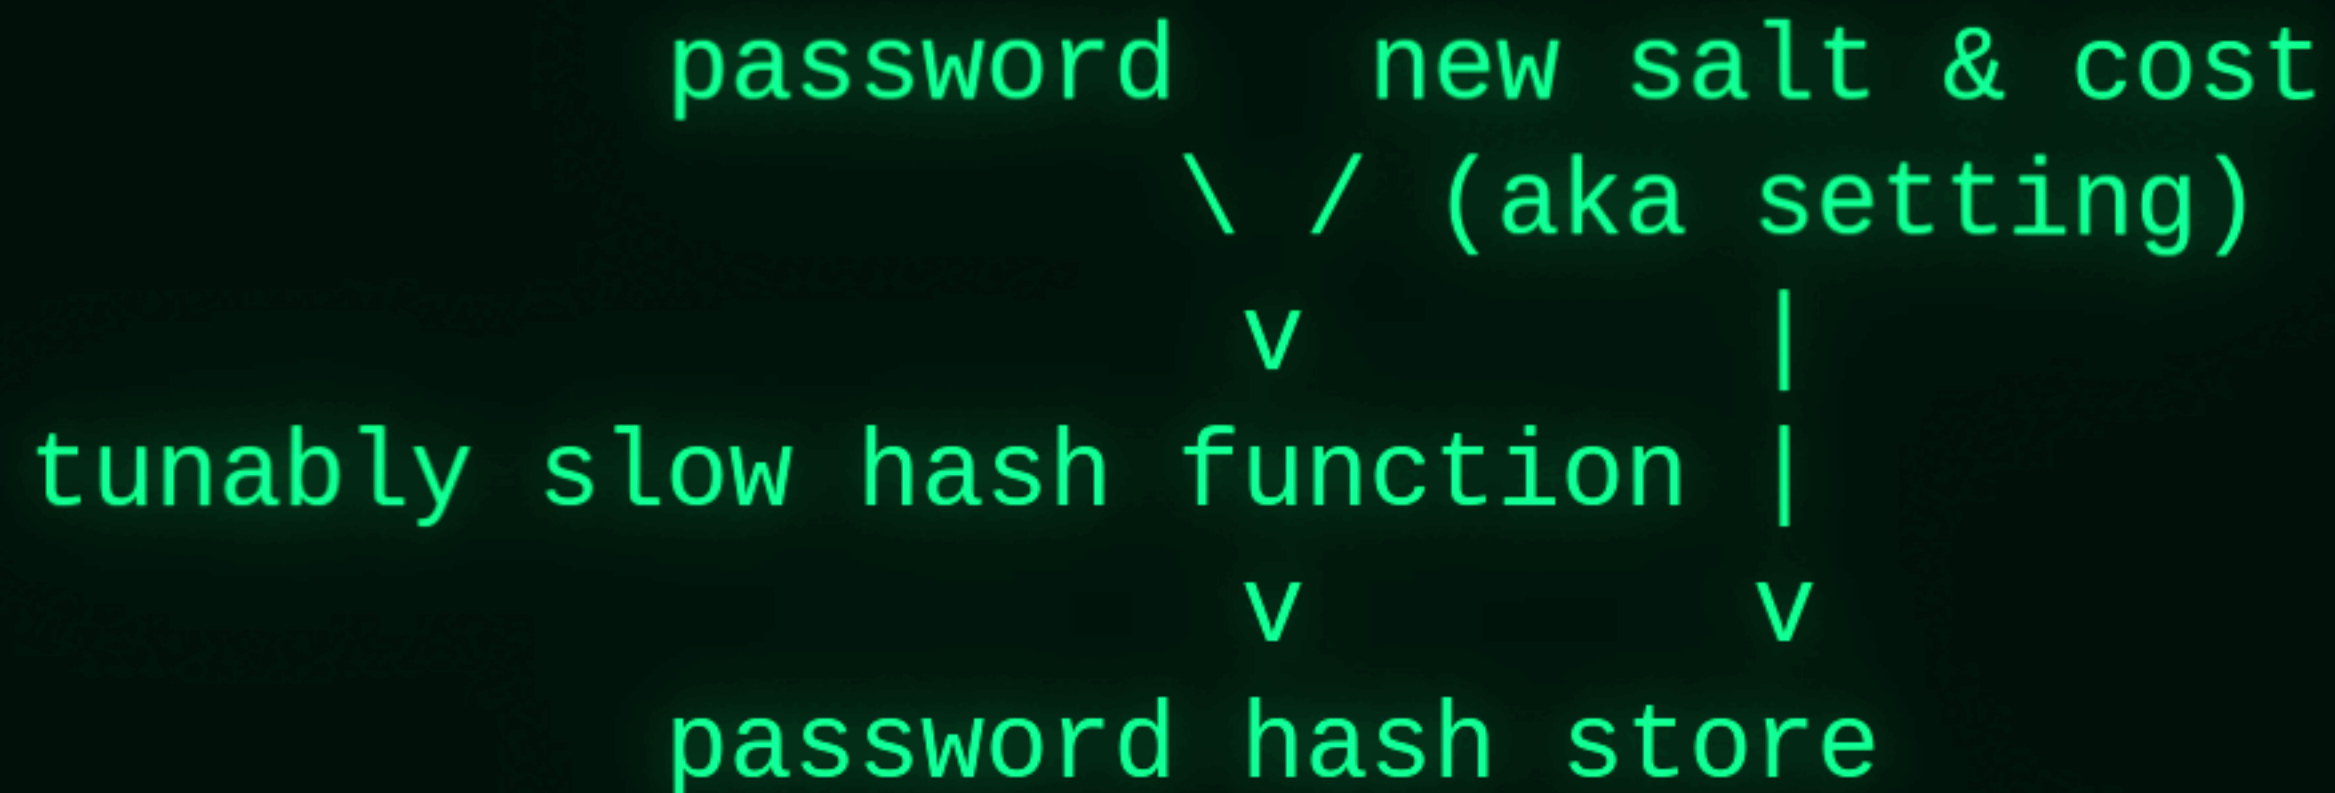 password   new salt & cost
\ / (aka setting)
v       |
tunably slow hash function |
v       v
password hash store